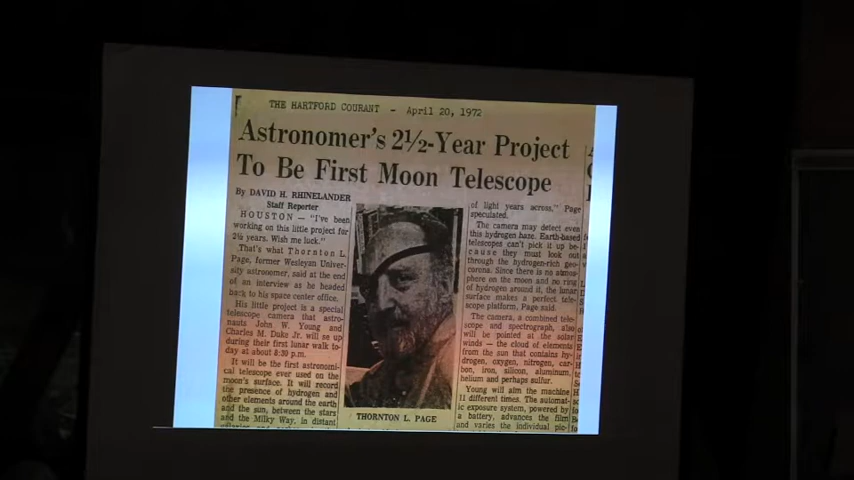 THE HARTFORD COURANT - April 20, 1972
Astronomer's 2½-Year Project
To Be First Moon Telescope
By DAVID H. RHINELANDER
Staff Reporter
HOUSTON — "I've been
working on this little project for
2½ years. Wish me luck."
That's what Thornton L.
Page, former Wesleyan Univer-
sity astronomer, said at the end
of an interview as he headed
back to his space center office.
His little project is a special
telescope camera that astro-
nauts John W. Young and
Charles M. Duke Jr. will set up
during their first lunar walk to-
day at about 8:30 p.m.
It will be the first astronomi-
cal telescope ever used on the
moon's surface. It will record
the presence of hydrogen and
other elements around the earth
and the sun, between the stars
and the Milky Way, in distant
THORNTON L. PAGE
of light years across," Page
speculated.
The camera may detect even
this hydrogen haze. Earth-based
telescopes can't pick it up be-
cause they must look out
through the hydrogen-rich geo-
corona. Since there is no atmos-
phere on the moon and no ring
of hydrogen around it, the lunar
surface makes a perfect tele-
scope platform, Page said.
The camera, a combined tele-
scope and spectrograph, also
will be pointed at the solar
winds — the cloud of elements
from the sun that contains hy-
drogen, oxygen, nitrogen, car-
bon, iron, silicon, aluminum,
helium and perhaps sulfur.
Young will aim the machine
11 different times. The automat-
ic exposure system, powered by
a battery, advances the film
and varies the individual pic-